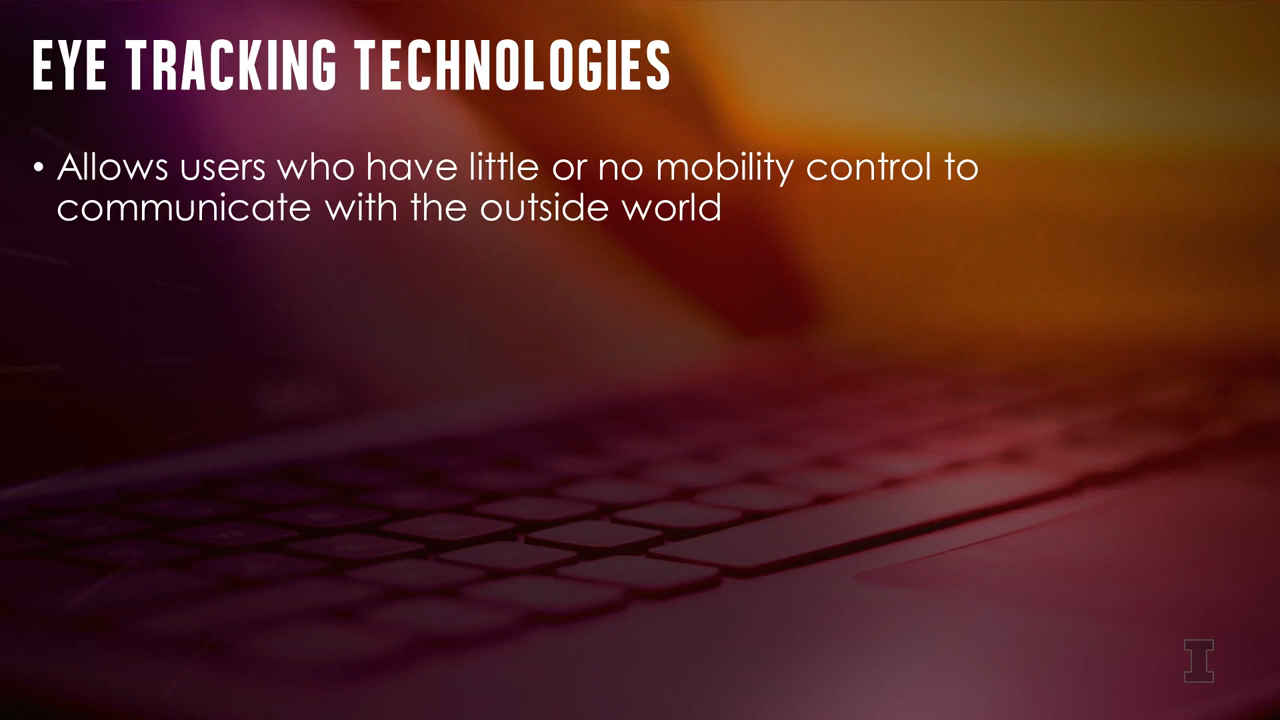 EYE TRACKING TECHNOLOGIES
• Allows users who have little or no mobility control to
communicate with the outside world